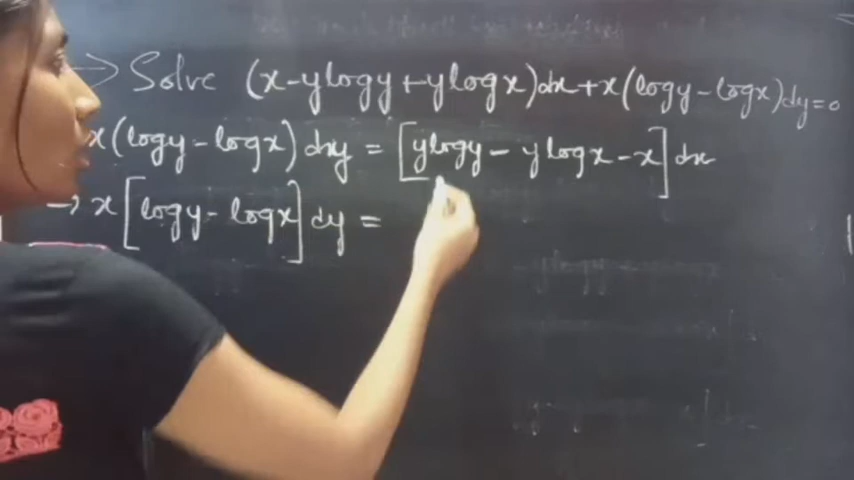 → Solve (x-ylogy+ylogx)dx+x(logy-logx)dy=0
x(logy-logx)dy = [ylogy-ylogx-x]dx
→ x[logy-logx]dy =